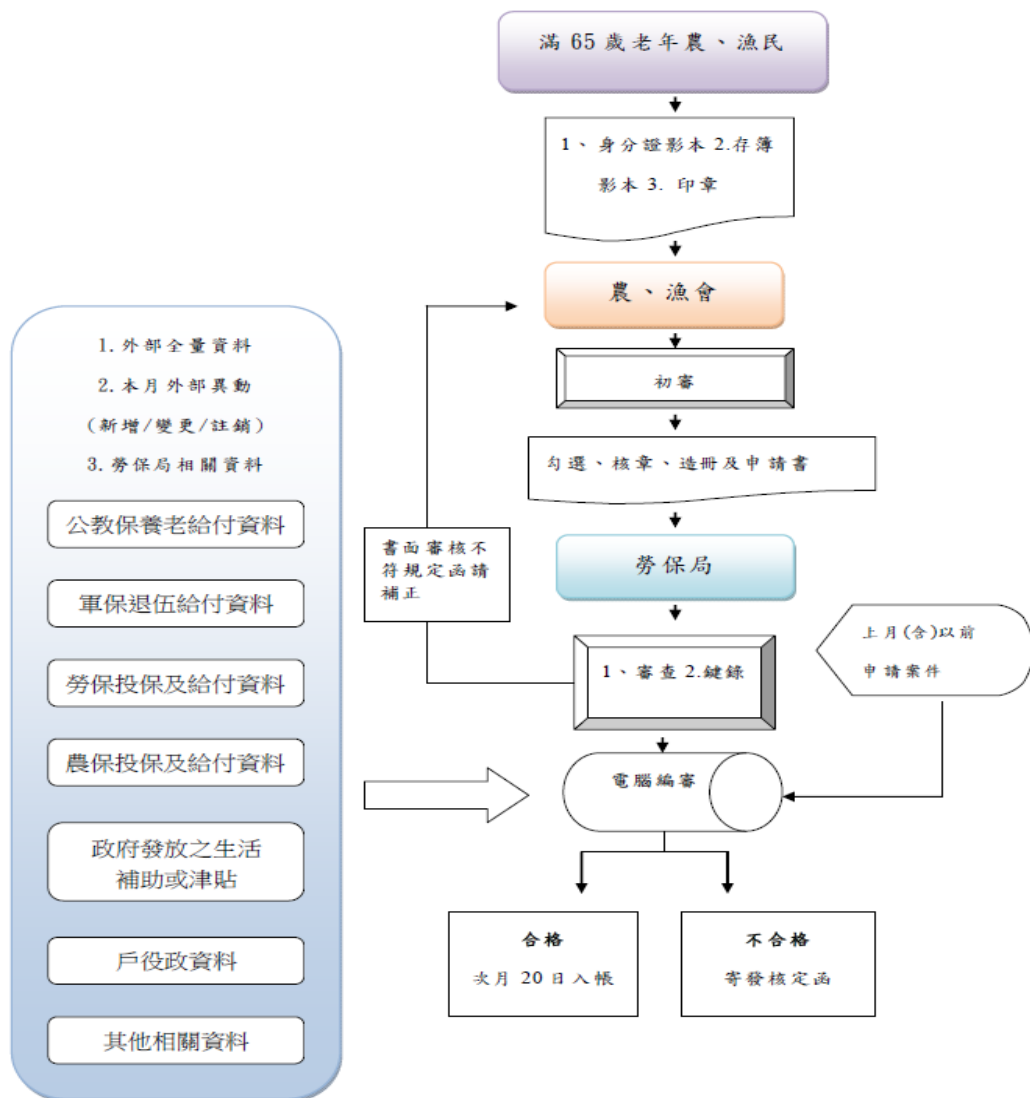 滿 65 歲老年農、漁民
1、身分證影本 2.存簿
影本 3. 印章
農、漁會
初審
勾選、核章、造冊及申請書
勞保局
1、審查 2.鍵錄
書面審核不
符規定函請
補正
上月(含)以前
申請案件
電腦編審
合格
次月 20 日入帳
不合格
寄發核定函
1.外部全量資料
2.本月外部異動
(新增/變更/註銷)
3.勞保局相關資料
公教保養老給付資料
軍保退伍給付資料
勞保投保及給付資料
農保投保及給付資料
政府發放之生活
補助或津貼
戶役政資料
其他相關資料